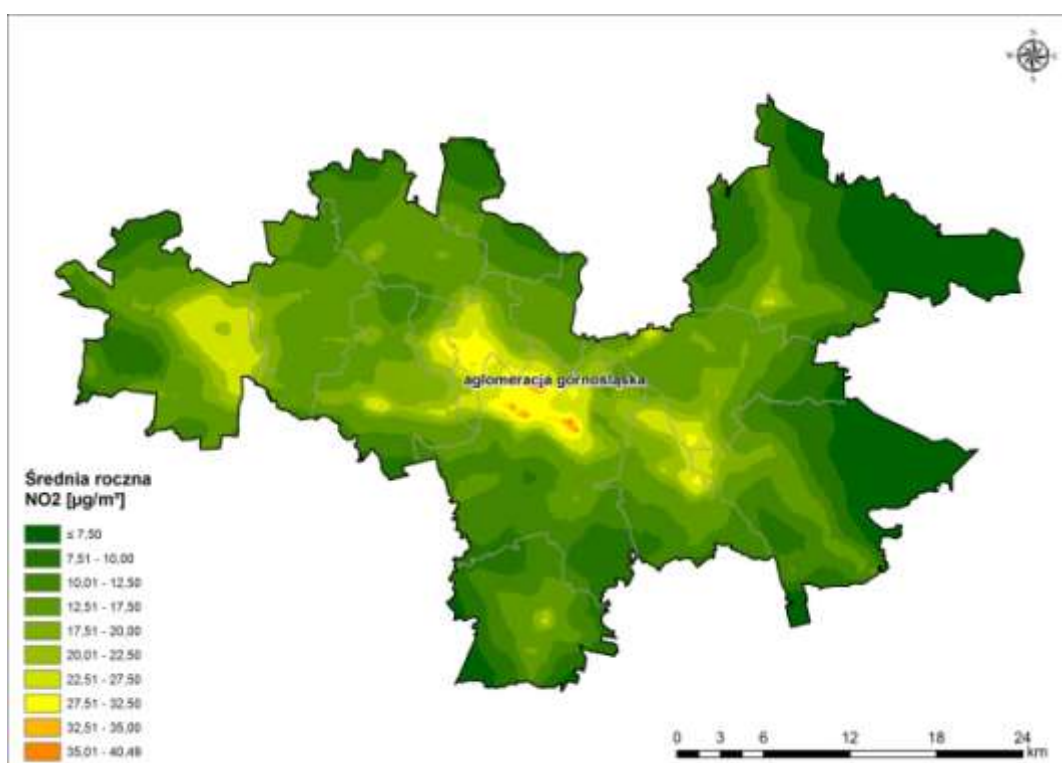 N
W
E
S
aglomeracja górnośląska
Średnia roczna
NO2 [µg/m³]
≤ 7,50
7,51 - 10,00
10,01 - 12,50
12,51 - 17,50
17,51 - 20,00
20,01 - 22,50
22,51 - 27,50
27,51 - 32,50
32,51 - 35,00
35,01 - 40,49
0 3 6 12 18 24
km